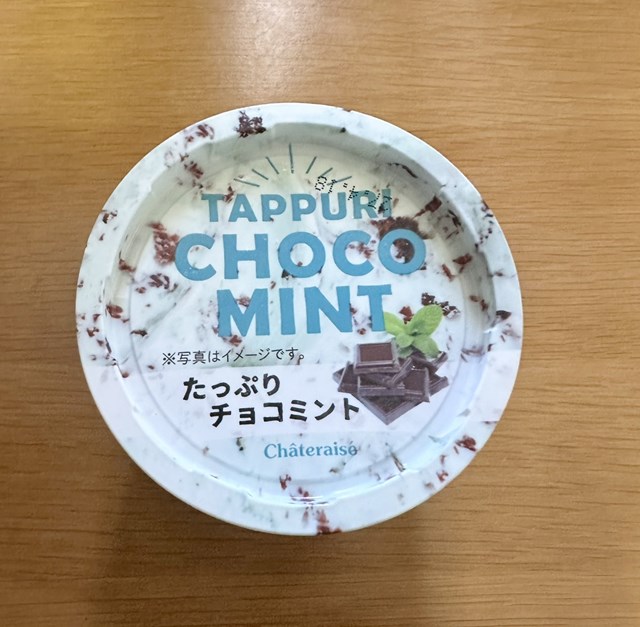 TAPPURI
CHOCO
MINT
※写真はイメージです。
たっぷり
チョコミント
Châteraisé